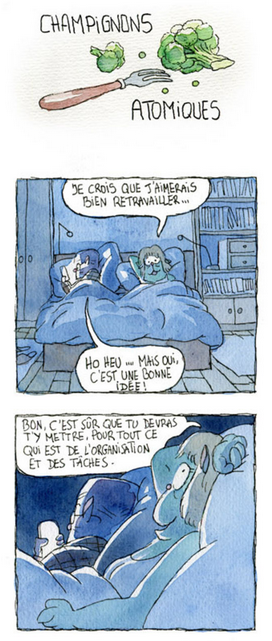 CHAMPIGNONS
ATOMIQUES
JE CROIS QUE J'AIMERAIS
BIEN RETRAVAILLER...
HO HEU... MAIS OUI,
C'EST UNE BONNE
IDÉE!
BON, C'EST SÛR QUE TU DEVRAS
T'Y METTRE, POUR TOUT CE
QUI EST DE L'ORGANISATION
ET DES TÂCHES.